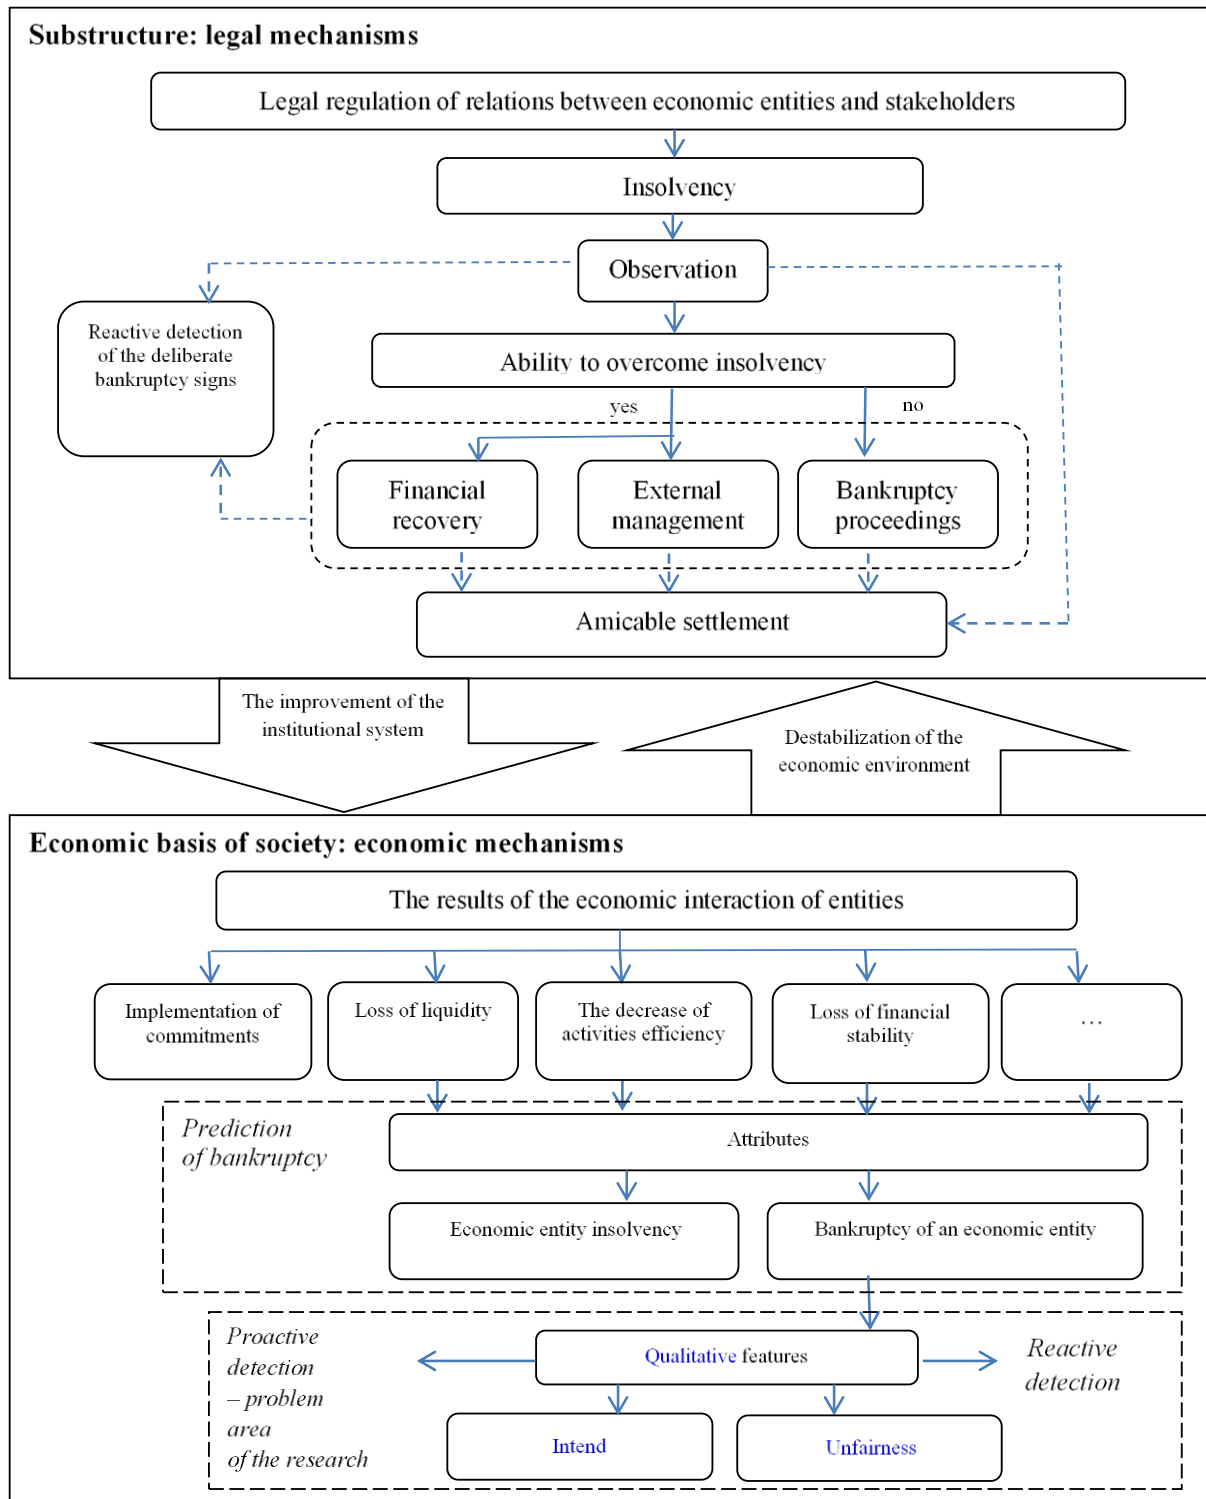 Substructure: legal mechanisms
Legal regulation of relations between economic entities and stakeholders
Insolvency
Observation
Reactive detection
of the deliberate
bankruptcy signs
Ability to overcome insolvency
yes
no
Financial
recovery
External
management
Bankruptcy
proceedings
Amicable settlement
The improvement of the
institutional system
Destabilization of the
economic environment
Economic basis of society: economic mechanisms
The results of the economic interaction of entities
Implementation of
commitments
Loss of liquidity
The decrease of
activities efficiency
Loss of financial
stability
…
Prediction
of bankruptcy
Attributes
Economic entity insolvency
Bankruptcy of an economic entity
Proactive
detection
– problem
area
of the research
Qualitative features
Reactive
detection
Intend
Unfairness